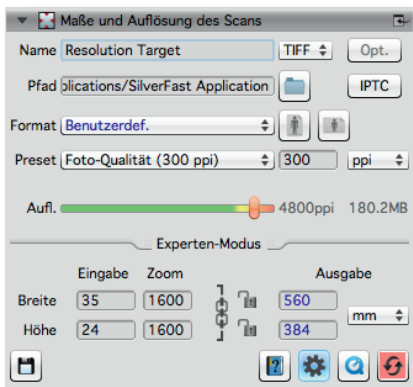 Maße und Auflösung des Scans
Name Resolution Target TIFF Opt.
Pfad plications/SilverFast Application IPTC
Format Benutzerdef.
Preset Foto-Qualität (300 ppi) 300 ppi
Aufl. 4800ppi 180.2MB
Experten-Modus
Eingabe Zoom Ausgabe
Breite 35 1600 560
mm
Höhe 24 1600 384